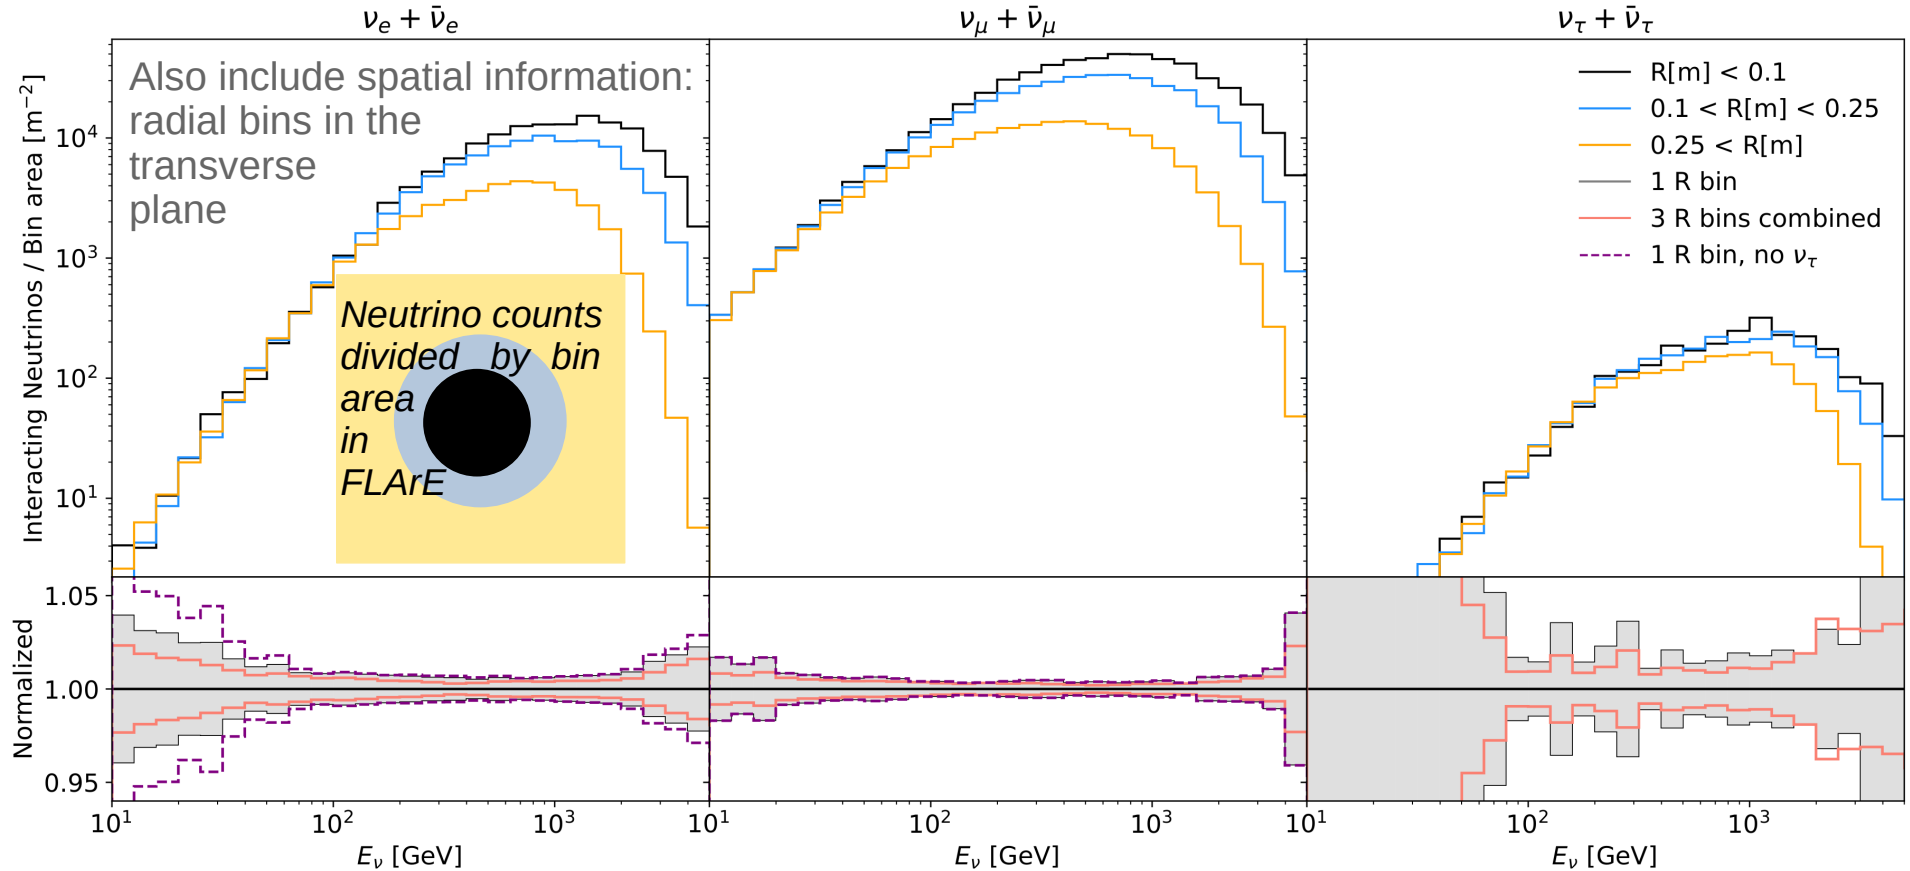 νe + ν̄e
νμ + ν̄μ
ντ + ν̄τ
Also include spatial information:
radial bins in the
transverse
plane
Neutrino counts
divided by bin
area
in
FLArE
R[m] < 0.1
0.1 < R[m] < 0.25
0.25 < R[m]
1 R bin
3 R bins combined
1 R bin, no ντ
Interacting Neutrinos / Bin area [m⁻²]
10⁴
10³
10²
10¹
Normalized
1.05
1.00
0.95
10¹ 10² 10³ 10¹ 10² 10³ 10¹ 10² 10³
Eν [GeV] Eν [GeV] Eν [GeV]